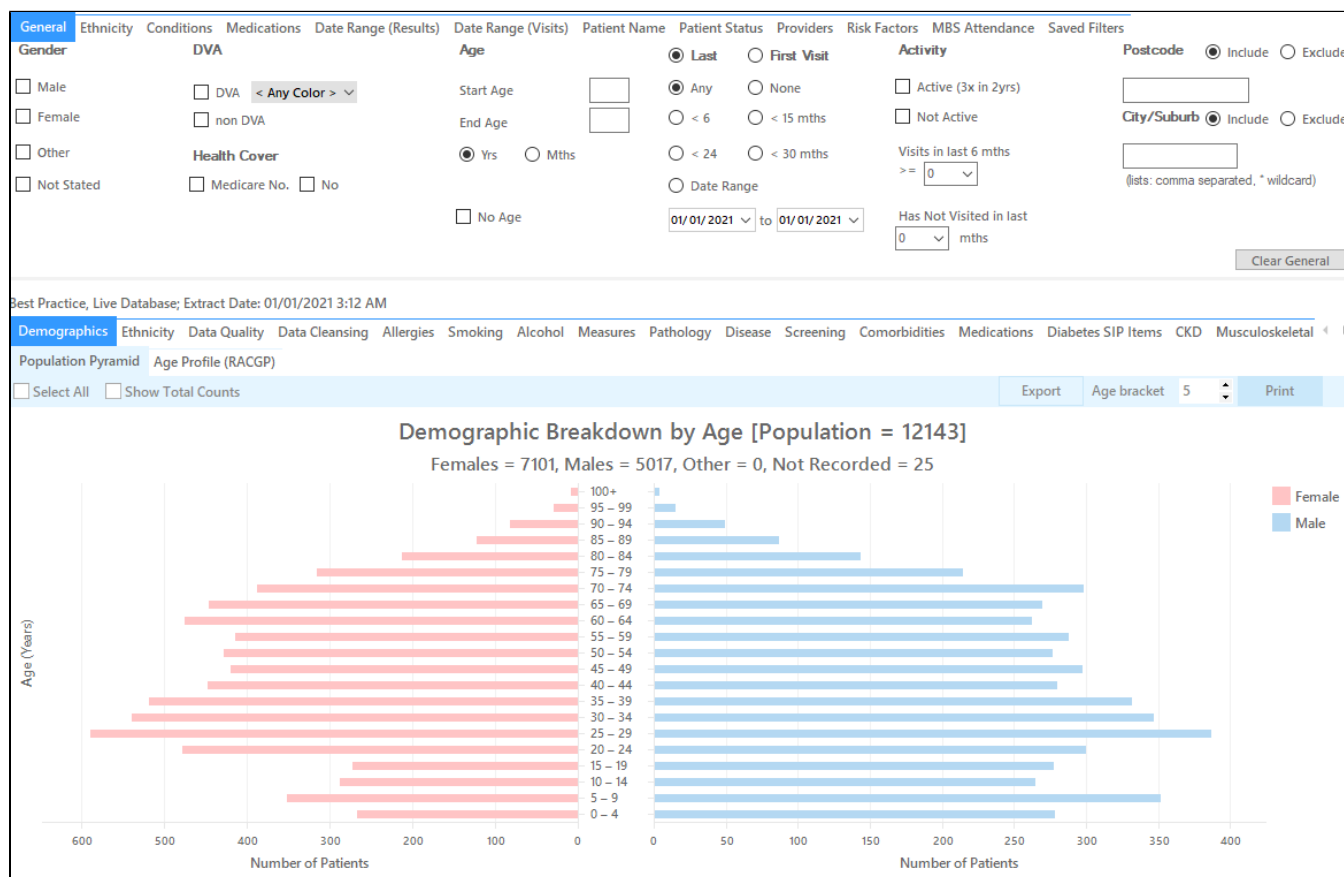 General Ethnicity Conditions Medications Date Range (Results) Date Range (Visits) Patient Name Patient Status Providers Risk Factors MBS Attendance Saved Filters
Gender DVA Age Last First Visit Activity Postcode Include Exclude
Male DVA < Any Color > Start Age Any None Active (3x in 2yrs)
Female non DVA End Age < 6 < 15 mths Not Active City/Suburb Include Exclude
Other Health Cover Yrs Mths < 24 < 30 mths Visits in last 6 mths
Not Stated Medicare No. No Date Range >= 0 (lists: comma separated, * wildcard)
No Age 01/01/2021 to 01/01/2021 Has Not Visited in last
0 mths
Clear General
Best Practice, Live Database; Extract Date: 01/01/2021 3:12 AM
Demographics Ethnicity Data Quality Data Cleansing Allergies Smoking Alcohol Measures Pathology Disease Screening Comorbidities Medications Diabetes SIP Items CKD Musculoskeletal
Population Pyramid Age Profile (RACGP)
Select All Show Total Counts Export Age bracket 5 Print
Demographic Breakdown by Age [Population = 12143]
Females = 7101, Males = 5017, Other = 0, Not Recorded = 25
100+
95 – 99
90 – 94
85 – 89
80 – 84
75 – 79
70 – 74
65 – 69
60 – 64
55 – 59
50 – 54
45 – 49
40 – 44
35 – 39
30 – 34
25 – 29
20 – 24
15 – 19
10 – 14
5 – 9
0 – 4
Female
Male
Age (Years)
600 500 400 300 200 100 0 0 50 100 150 200 250 300 350 400
Number of Patients Number of Patients